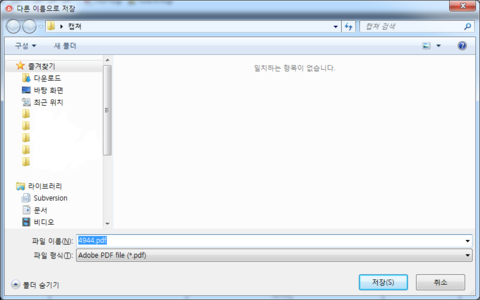 다른 이름으로 저장
캡쳐
캡쳐 검색
구성
새 폴더
즐겨찾기
다운로드
바탕 화면
최근 위치
라이브러리
Subversion
문서
비디오
일치하는 항목이 없습니다.
파일 이름(N):
4944.pdf
파일 형식(T):
Adobe PDF file (*.pdf)
폴더 숨기기
저장(S)
취소